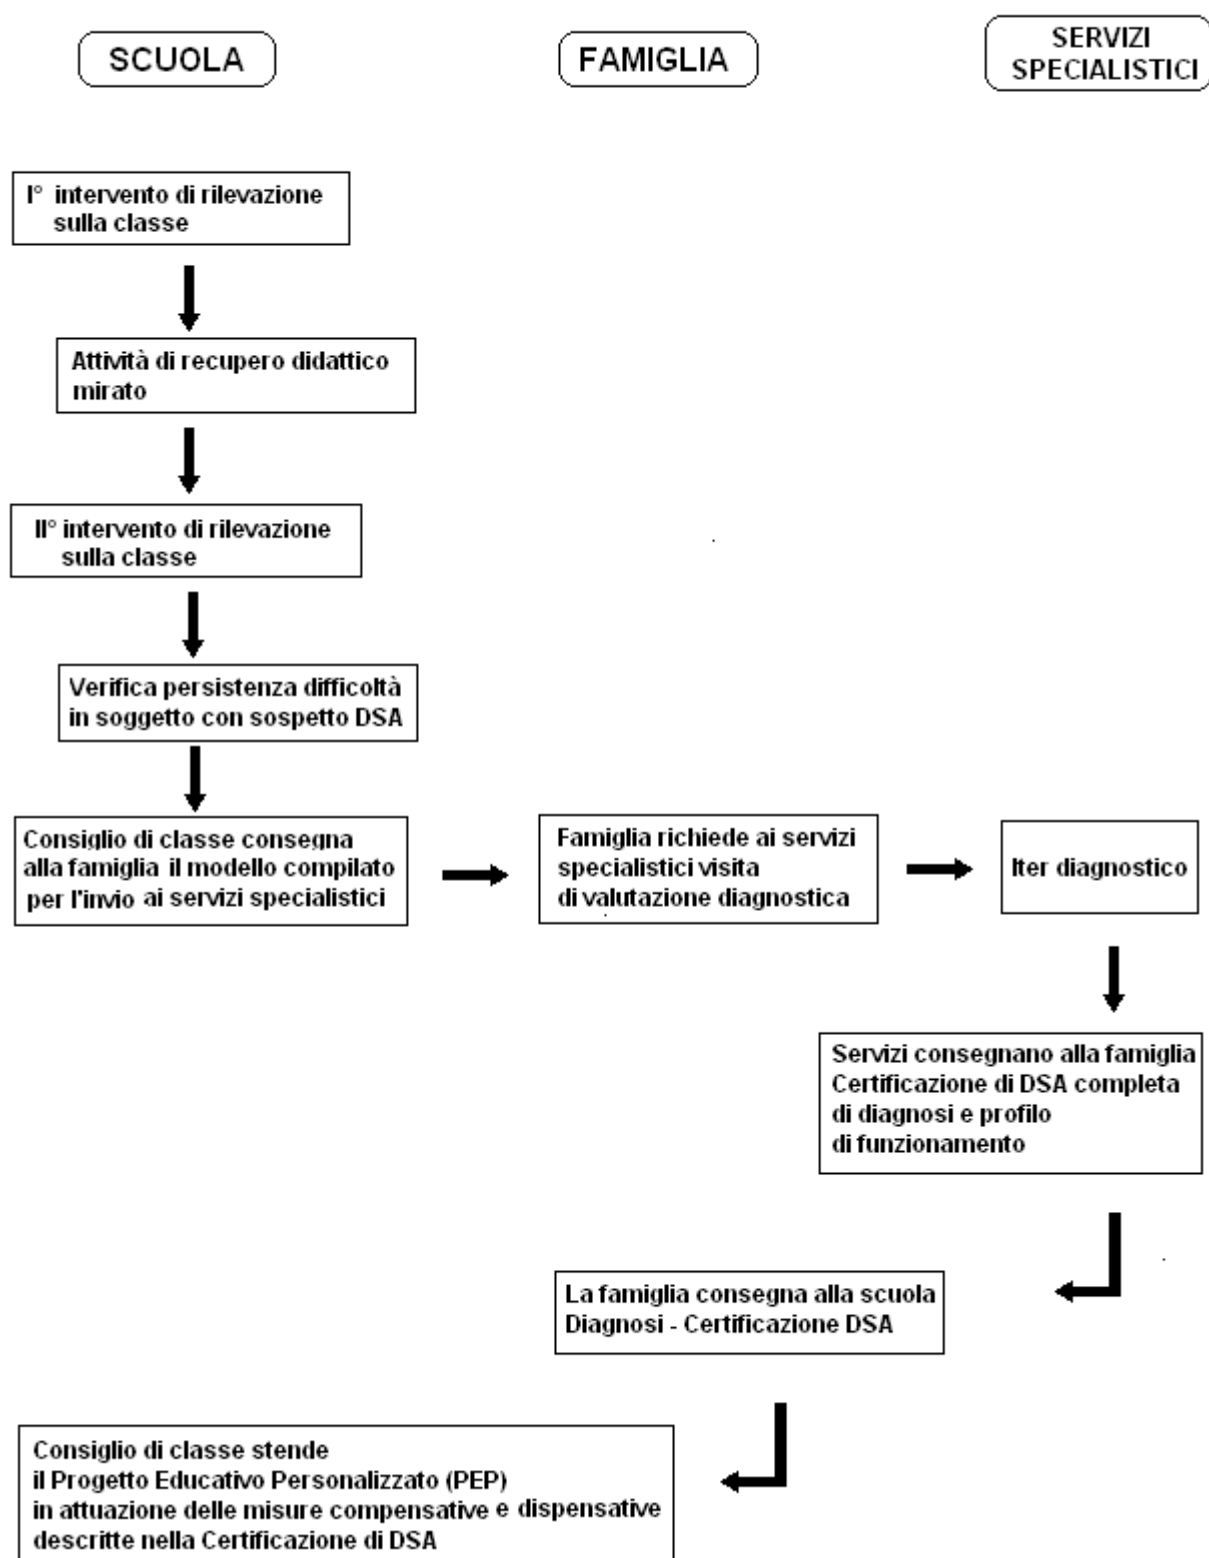 SCUOLA
FAMIGLIA
SERVIZI
SPECIALISTICI
I° intervento di rilevazione
sulla classe
Attività di recupero didattico
mirato
II° intervento di rilevazione
sulla classe
Verifica persistenza difficoltà
in soggetto con sospetto DSA
Consiglio di classe consegna
alla famiglia il modello compilato
per l'invio ai servizi specialistici
Famiglia richiede ai servizi
specialistici visita
di valutazione diagnostica
Iter diagnostico
Servizi consegnano alla famiglia
Certificazione di DSA completa
di diagnosi e profilo
di funzionamento
La famiglia consegna alla scuola
Diagnosi - Certificazione DSA
Consiglio di classe stende
il Progetto Educativo Personalizzato (PEP)
in attuazione delle misure compensative e dispensative
descritte nella Certificazione di DSA